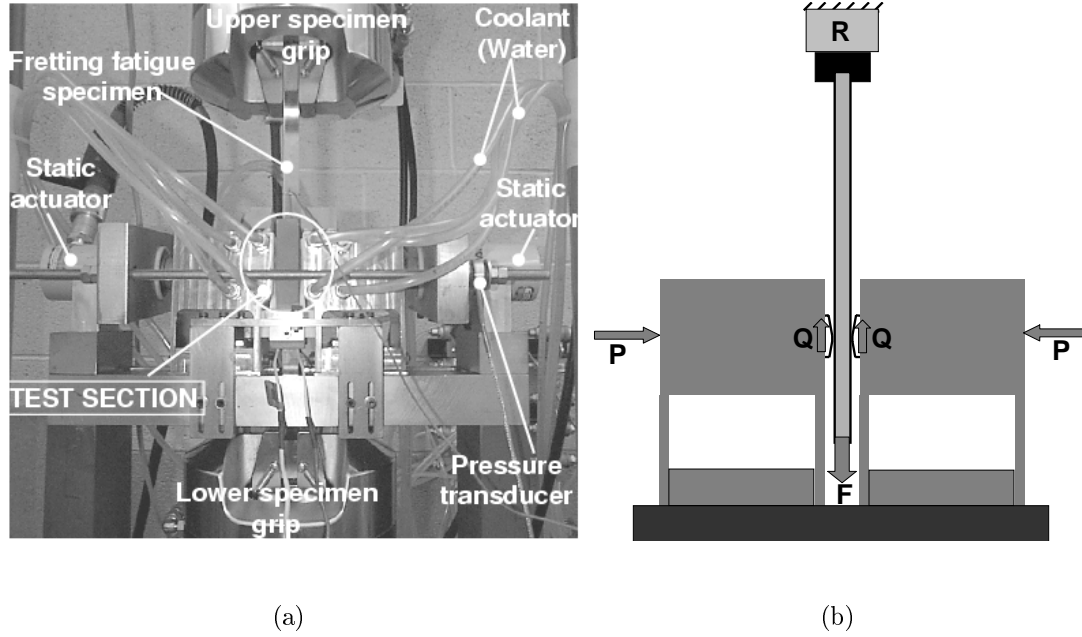 Upper specimen
grip
Coolant
(Water)
Fretting fatigue
specimen
Static
actuator
Static
actuator
TEST SECTION
Pressure
transducer
Lower specimen
grip
R
P
Q
Q
P
F
(a)
(b)